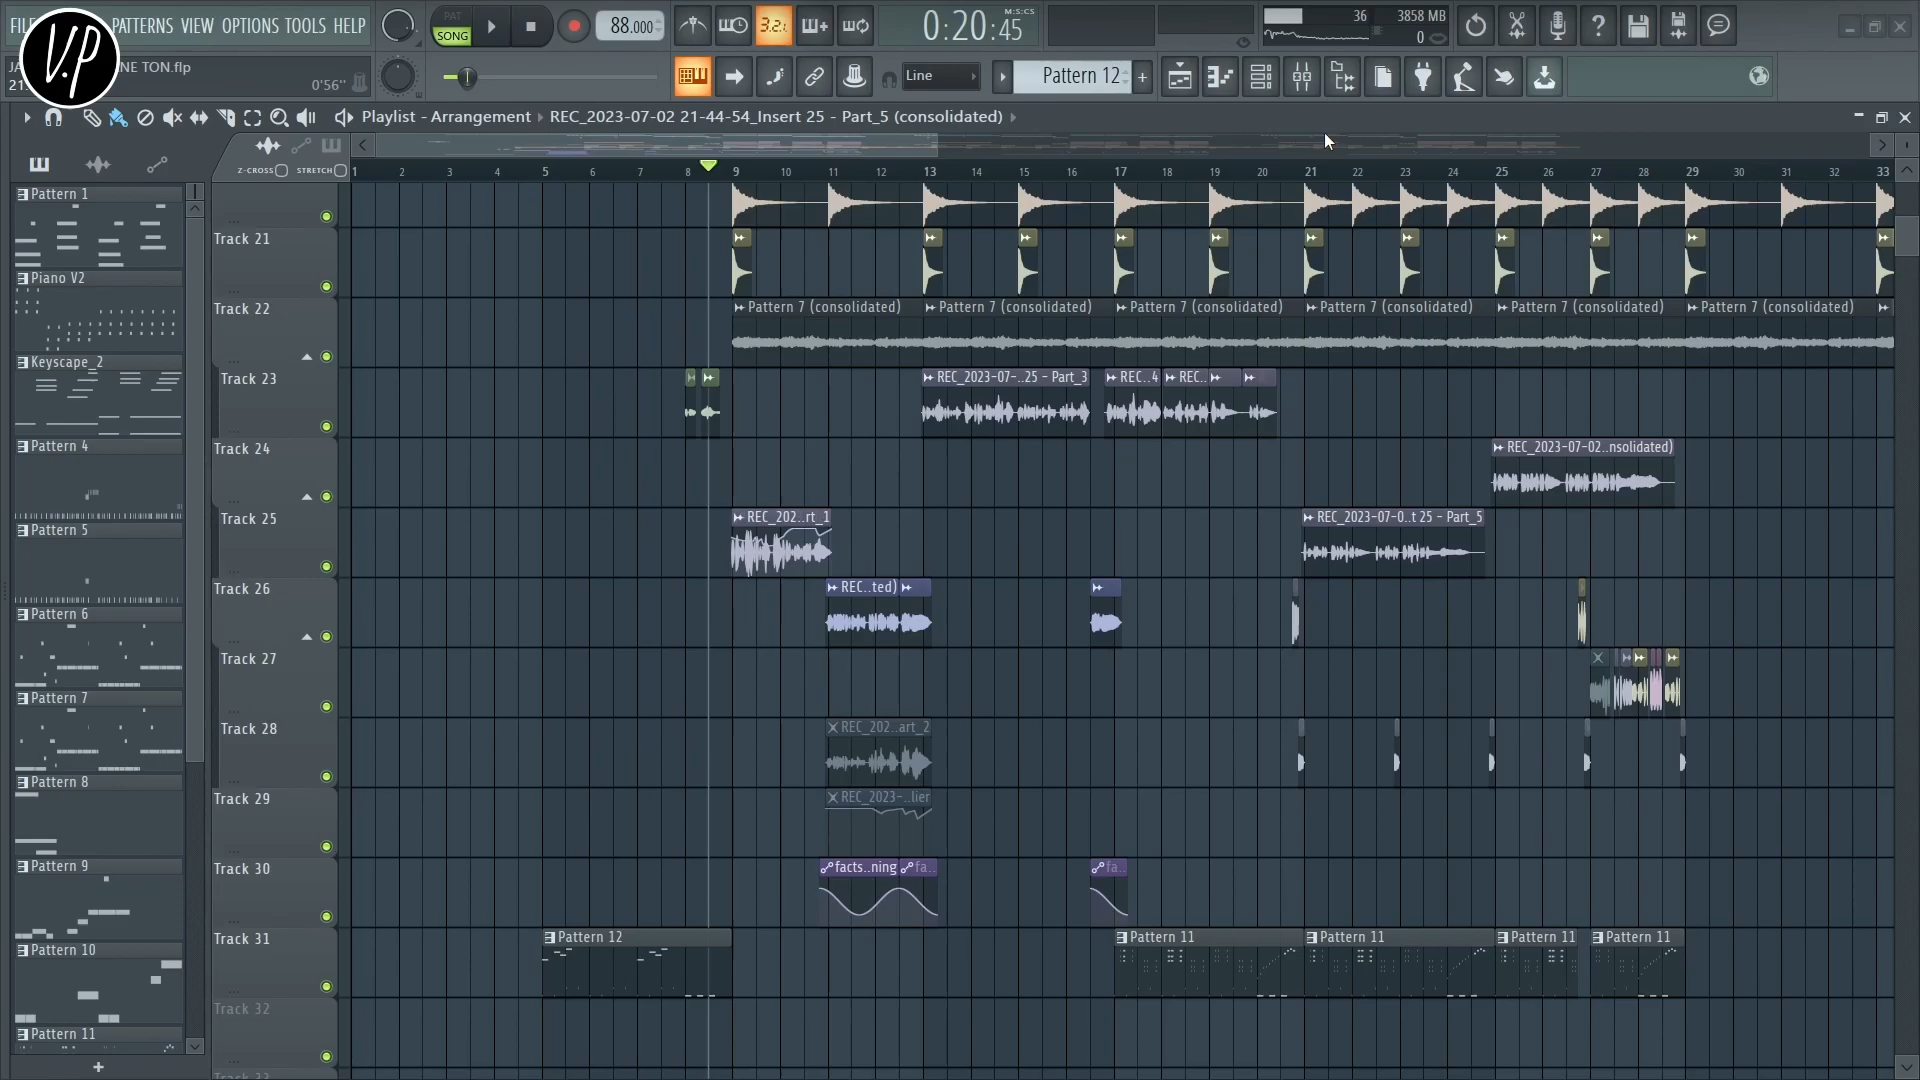 FILE PATTERNS VIEW OPTIONS TOOLS HELP
V.P
NE TON.flp
0'56"
PAT
SONG
88.000
3.2.
0:20:45
M:S:CS
36
3858 MB
0
Line
Pattern 12
Playlist - Arrangement
REC_2023-07-02 21-44-54_Insert 25 - Part_5 (consolidated)
Z-CROSS
STRETCH
1 2 3 4 5 6 7 8 9 10 11 12 13 14 15 16 17 18 19 20 21 22 23 24 25 26 27 28 29 30 31 32 33
Pattern 1
Piano V2
Keyscape_2
Pattern 4
Pattern 5
Pattern 6
Pattern 7
Pattern 8
Pattern 9
Pattern 10
Pattern 11
Track 21
Track 22
Pattern 7 (consolidated)
Pattern 7 (consolidated)
Pattern 7 (consolidated)
Pattern 7 (consolidated)
Pattern 7 (consolidated)
Pattern 7 (consolidated)
Track 23
REC_2023-07-..25 - Part_3
REC..4
REC..
Track 24
REC_2023-07-02..nsolidated)
Track 25
REC_202..rt_1
REC_2023-07-0..t 25 - Part_5
Track 26
REC..ted)
Track 27
Track 28
REC_202...art_2
Track 29
REC_2023-..lier
Track 30
facts..ning
fa..
fa..
Track 31
Pattern 12
Pattern 11
Pattern 11
Pattern 11
Pattern 11
Track 32